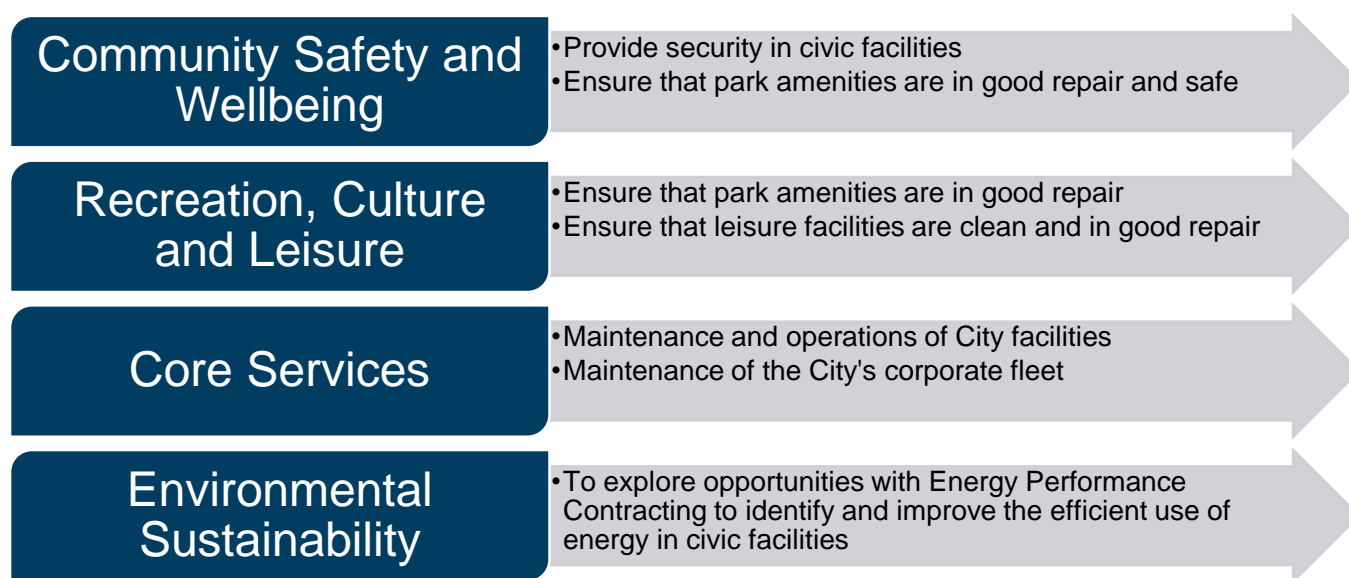 Community Safety and
Wellbeing
•Provide security in civic facilities
•Ensure that park amenities are in good repair and safe
Recreation, Culture
and Leisure
•Ensure that park amenities are in good repair
•Ensure that leisure facilities are clean and in good repair
Core Services
•Maintenance and operations of City facilities
•Maintenance of the City's corporate fleet
Environmental
Sustainability
•To explore opportunities with Energy Performance
Contracting to identify and improve the efficient use of
energy in civic facilities